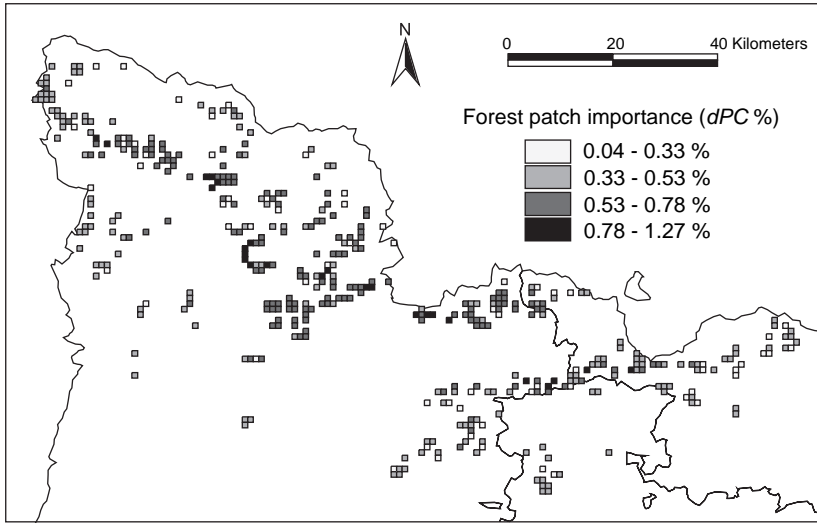 N
0 20 40 Kilometers
Forest patch importance (dPC %)
0.04 - 0.33 %
0.33 - 0.53 %
0.53 - 0.78 %
0.78 - 1.27 %